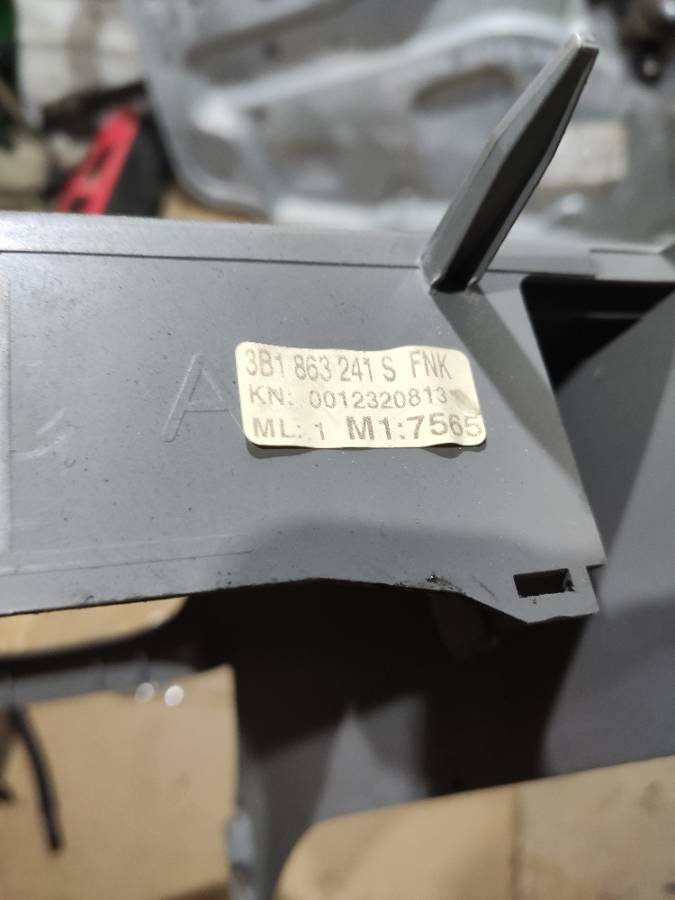 3B1 863 241 S FNK
KN: 0012320813
ML: 1 M1:7565
A